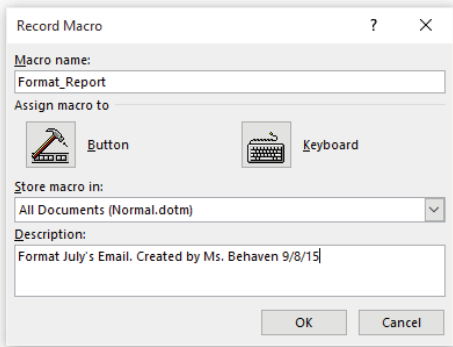 Record Macro ? X
Macro name:
Format_Report
Assign macro to
Button Keyboard
Store macro in:
All Documents (Normal.dotm)
Description:
Format July's Email. Created by Ms. Behaven 9/8/15
OK Cancel